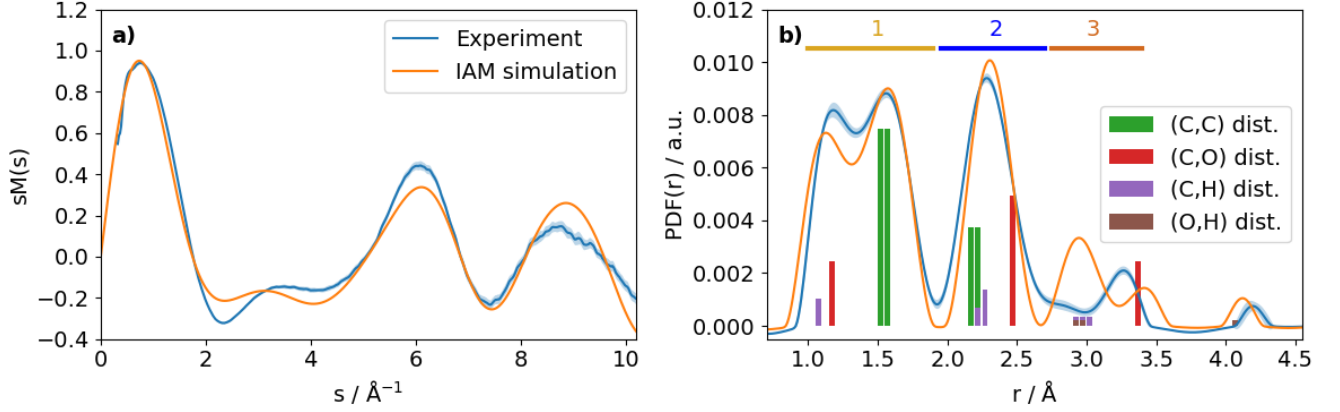 a)
Experiment
IAM simulation
sM(s)
1.2
1.0
0.8
0.6
0.4
0.2
0.0
−0.2
−0.4
0
2
4
6
8
10
s / Å⁻¹
b)
1
2
3
(C,C) dist.
(C,O) dist.
(C,H) dist.
(O,H) dist.
PDF(r) / a.u.
0.012
0.010
0.008
0.006
0.004
0.002
0.000
1.0
1.5
2.0
2.5
3.0
3.5
4.0
4.5
r / Å